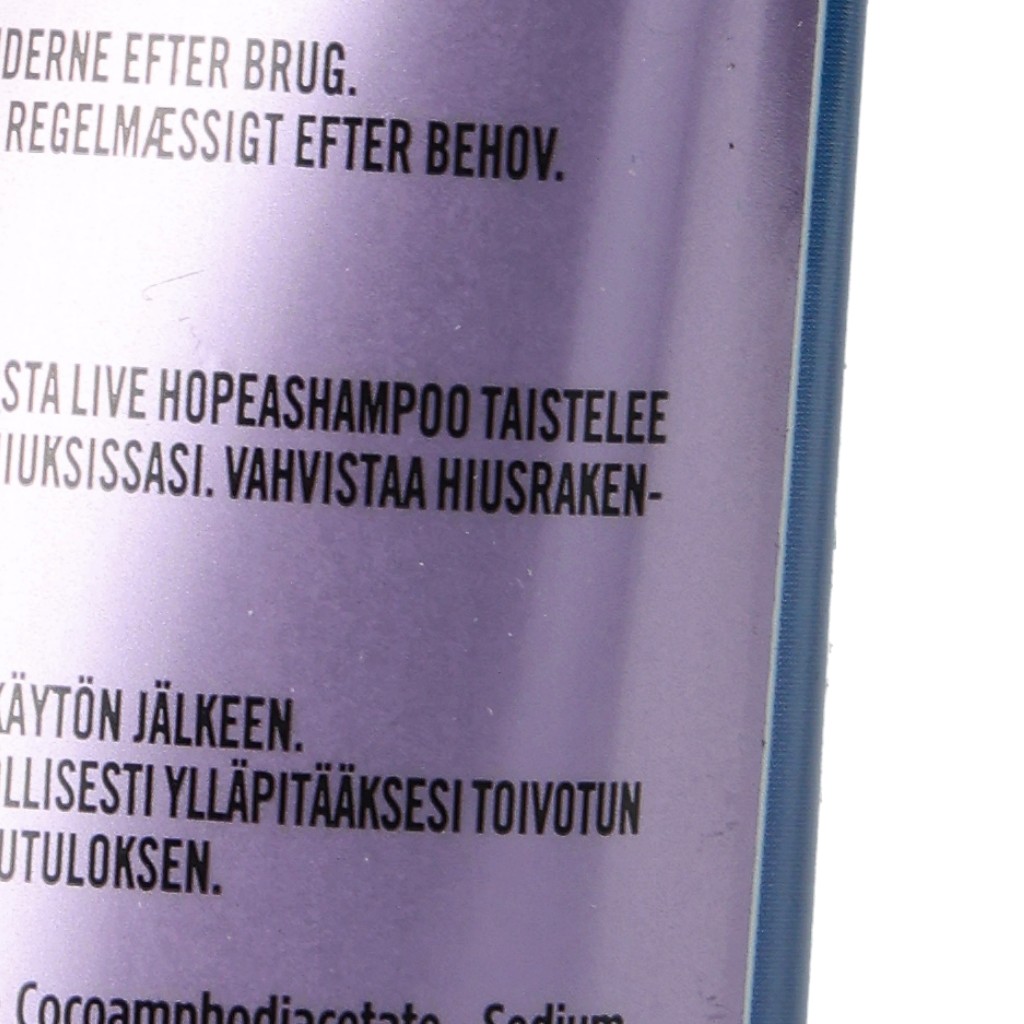 DERNE EFTER BRUG.
REGELMÆSSIGT EFTER BEHOV.
STA LIVE HOPEASHAMPOO TAISTELEE
IUKSISSASI. VAHVISTAA HIUSRAKEN-
KÄYTÖN JÄLKEEN.
LLISESTI YLLÄPITÄÄKSESI TOIVOTUN
UTULOKSEN.
Cocoamphodiacetate Sodium